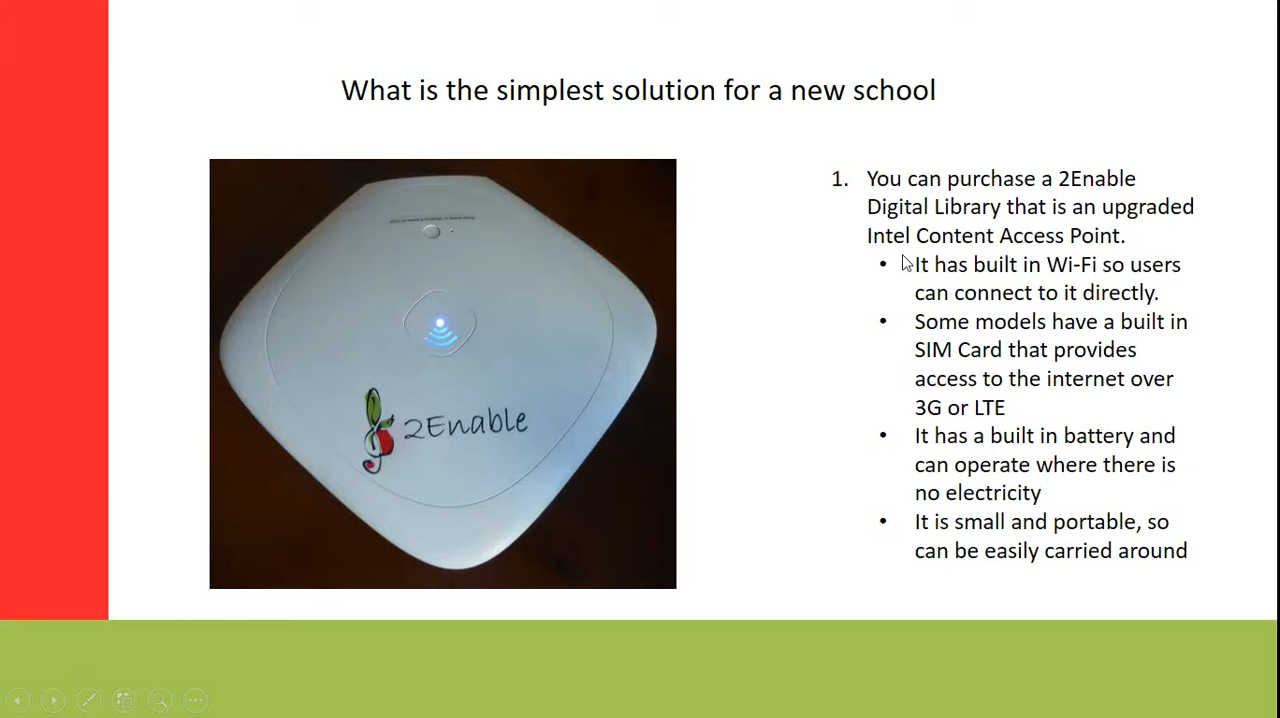 What is the simplest solution for a new school
2Enable
1. You can purchase a 2Enable
Digital Library that is an upgraded
Intel Content Access Point.
• It has built in Wi-Fi so users
can connect to it directly.
• Some models have a built in
SIM Card that provides
access to the internet over
3G or LTE
• It has a built in battery and
can operate where there is
no electricity
• It is small and portable, so
can be easily carried around